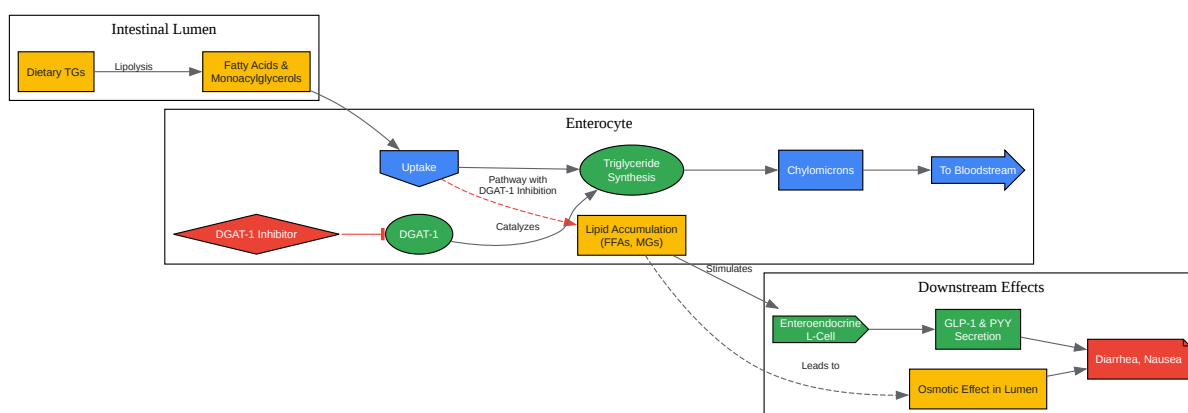 Intestinal Lumen
Dietary TGs
Lipolysis
Fatty Acids &
Monoacylglycerols
Enterocyte
Uptake
Pathway with
DGAT-1 Inhibition
Triglyceride
Synthesis
Chylomicrons
To Bloodstream
DGAT-1 Inhibitor
DGAT-1
Catalyzes
Lipid Accumulation
(FFAs, MGs)
Stimulates
Downstream Effects
Enteroendocrine
L-Cell
GLP-1 & PYY
Secretion
Diarrhea, Nausea
Leads to
Osmotic Effect in Lumen